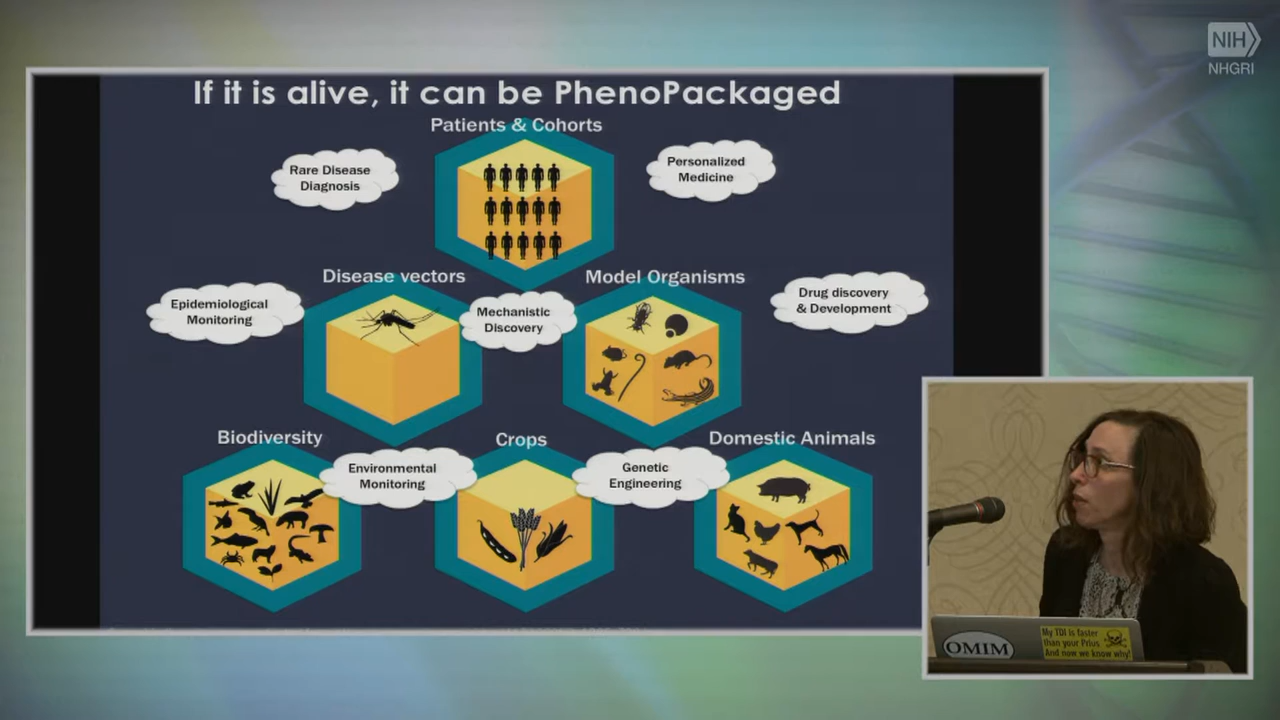 NIH
NHGRI
If it is alive, it can be PhenoPackaged
Patients & Cohorts
Rare Disease
Diagnosis
Personalized
Medicine
Disease vectors
Model Organisms
Epidemiological
Monitoring
Mechanistic
Discovery
Drug discovery
& Development
Biodiversity
Crops
Domestic Animals
Environmental
Monitoring
Genetic
Engineering
OMIM
My TDI is faster
than your Prius
And now we know why!